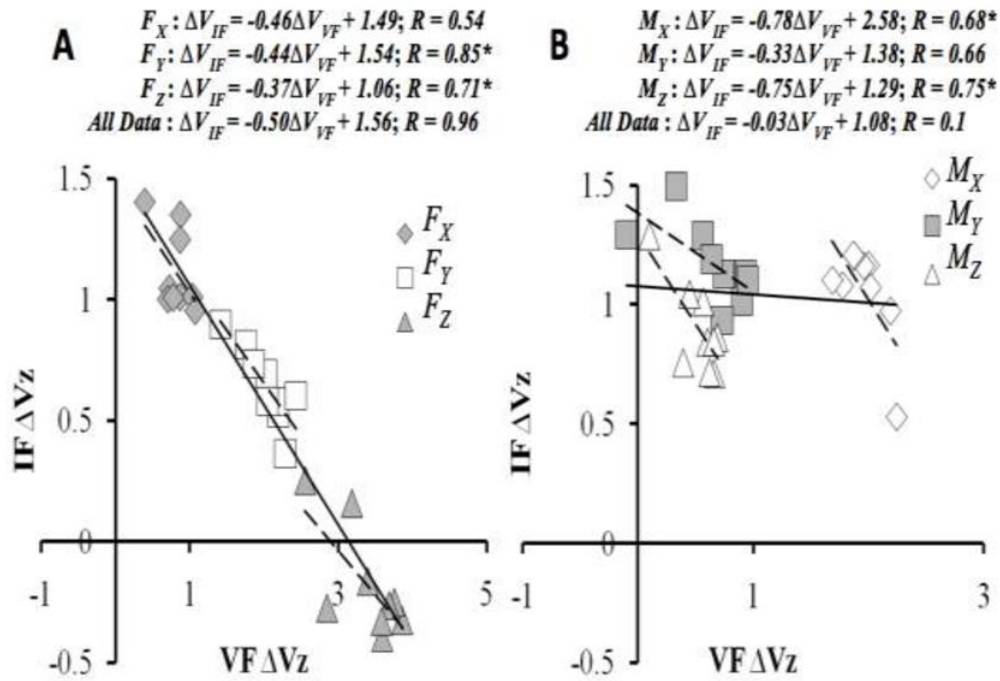 A
F_X : ΔV_IF = -0.46ΔV_VF + 1.49; R = 0.54
F_Y : ΔV_IF = -0.44ΔV_VF + 1.54; R = 0.85*
F_Z : ΔV_IF = -0.37ΔV_VF + 1.06; R = 0.71*
All Data : ΔV_IF = -0.50ΔV_VF + 1.56; R = 0.96
1.5
1
0.5
0
-0.5
-1
1
3
5
F_X
F_Y
F_Z
IF ΔVz
VF ΔVz
B
M_X : ΔV_IF = -0.78ΔV_VF + 2.58; R = 0.68*
M_Y : ΔV_IF = -0.33ΔV_VF + 1.38; R = 0.66
M_Z : ΔV_IF = -0.75ΔV_VF + 1.29; R = 0.75*
All Data : ΔV_IF = -0.03ΔV_VF + 1.08; R = 0.1
1.5
1
0.5
0
-0.5
-1
1
3
M_X
M_Y
M_Z
IF ΔVz
VF ΔVz